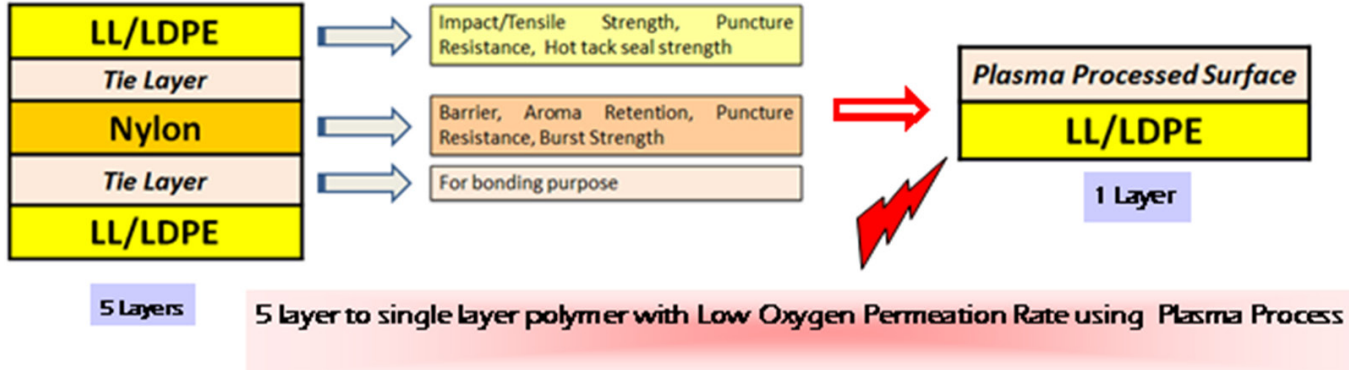 LL/LDPE
Tie Layer
Nylon
Tie Layer
LL/LDPE
5 Layers
Impact/Tensile Strength, Puncture
Resistance, Hot tack seal strength
Barrier, Aroma Retention, Puncture
Resistance, Burst Strength
For bonding purpose
Plasma Processed Surface
LL/LDPE
1 Layer
5 layer to single layer polymer with Low Oxygen Permeation Rate using Plasma Process